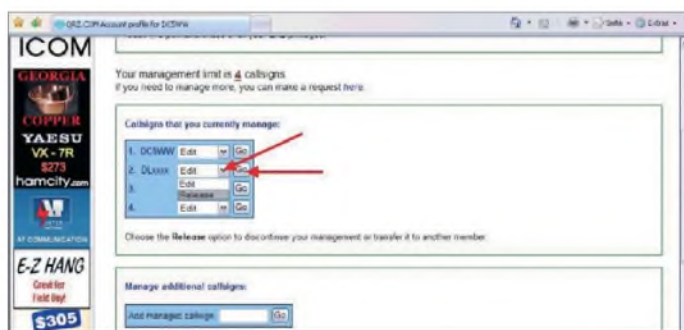 QRZ.COM Account profile for DC5WW
Seite
Extras
ICOM
GEORGIA
COPPER
YAESU
VX - 7R
$273
hamcity.com
E-Z HANG
Great for
Field Day!
$305
Your management limit is 4 callsigns
If you need to manage more, you can make a request here.
Callsigns that you currently manage:
1. DC5WW Edit Go
2. DLxxxx Edit Go
Edit
3. Release Go
4. Edit Go
Choose the Release option to discontinue your management or transfer it to another member.
Manage additional callsigns:
Add managed callsign Go